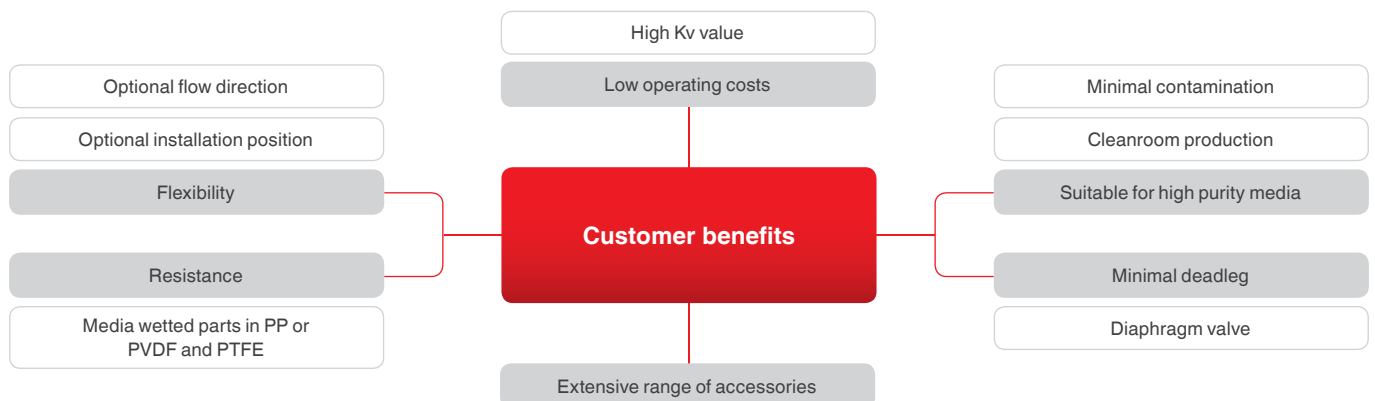 High Kv value
Low operating costs
Optional flow direction
Optional installation position
Flexibility
Resistance
Media wetted parts in PP or
PVDF and PTFE
Customer benefits
Minimal contamination
Cleanroom production
Suitable for high purity media
Minimal deadleg
Diaphragm valve
Extensive range of accessories